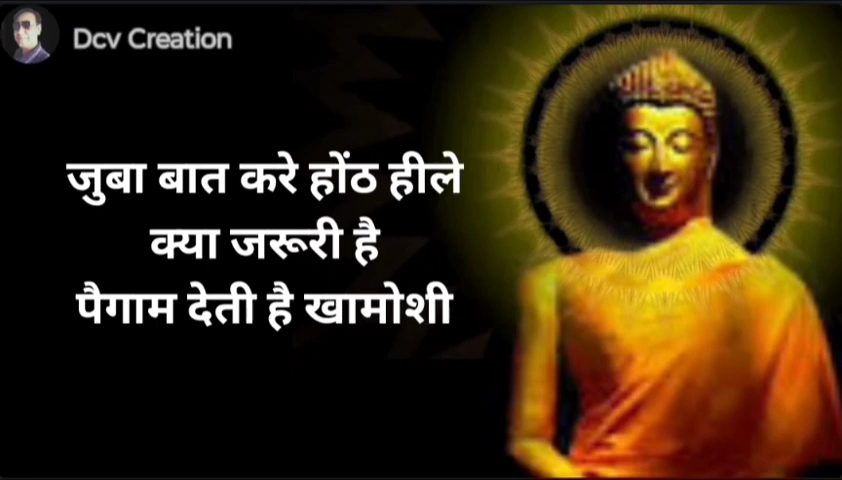 Dcv Creation
जुबा बात करे होंठ हीले
क्या जरूरी है
पैगाम देती है खामोशी